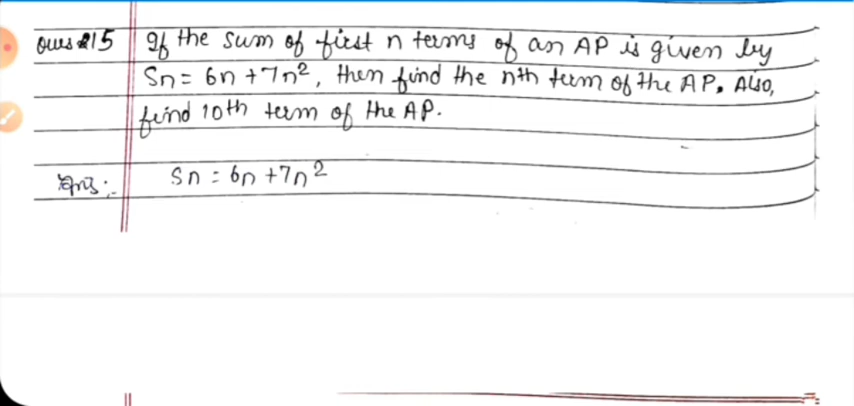 Ques 15 If the sum of first n terms of an AP is given by
Sn = 6n + 7n², then find the nth term of the AP. Also,
find 10th term of the AP.
Ans:- Sn = 6n + 7n²